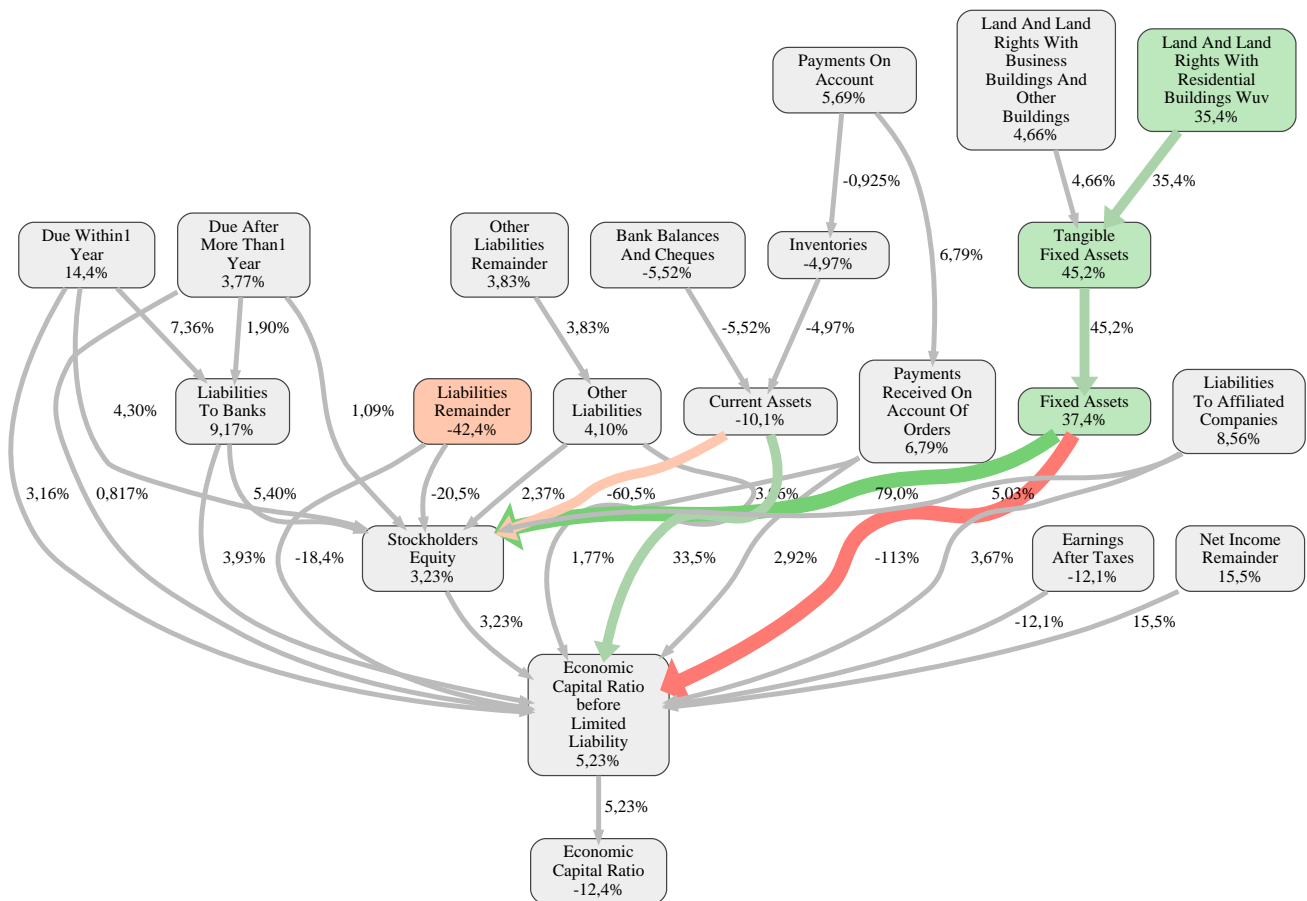 Land And Land
Rights With
Business
Buildings And
Other
Buildings
4,66%
Land And Land
Rights With
Residential
Buildings Wuv
35,4%
Payments On
Account
5,69%
-0,925%
4,66%
35,4%
Due Within1
Year
14,4%
Due After
More Than1
Year
3,77%
Other
Liabilities
Remainder
3,83%
Bank Balances
And Cheques
-5,52%
Inventories
-4,97%
6,79%
Tangible
Fixed Assets
45,2%
7,36%
1,90%
3,83%
-5,52%
-4,97%
45,2%
4,30%
Liabilities
To Banks
9,17%
1,09%
Liabilities
Remainder
-42,4%
Other
Liabilities
4,10%
Current Assets
-10,1%
Payments
Received On
Account Of
Orders
6,79%
Fixed Assets
37,4%
Liabilities
To Affiliated
Companies
8,56%
3,16%
0,817%
5,40%
-20,5%
2,37%
-60,5%
79,0%
5,03%
Stockholders
Equity
3,23%
3,93%
-18,4%
1,77%
33,5%
2,92%
-113%
3,67%
Earnings
After Taxes
-12,1%
Net Income
Remainder
15,5%
3,23%
-12,1%
15,5%
Economic
Capital Ratio
before
Limited
Liability
5,23%
5,23%
Economic
Capital Ratio
-12,4%